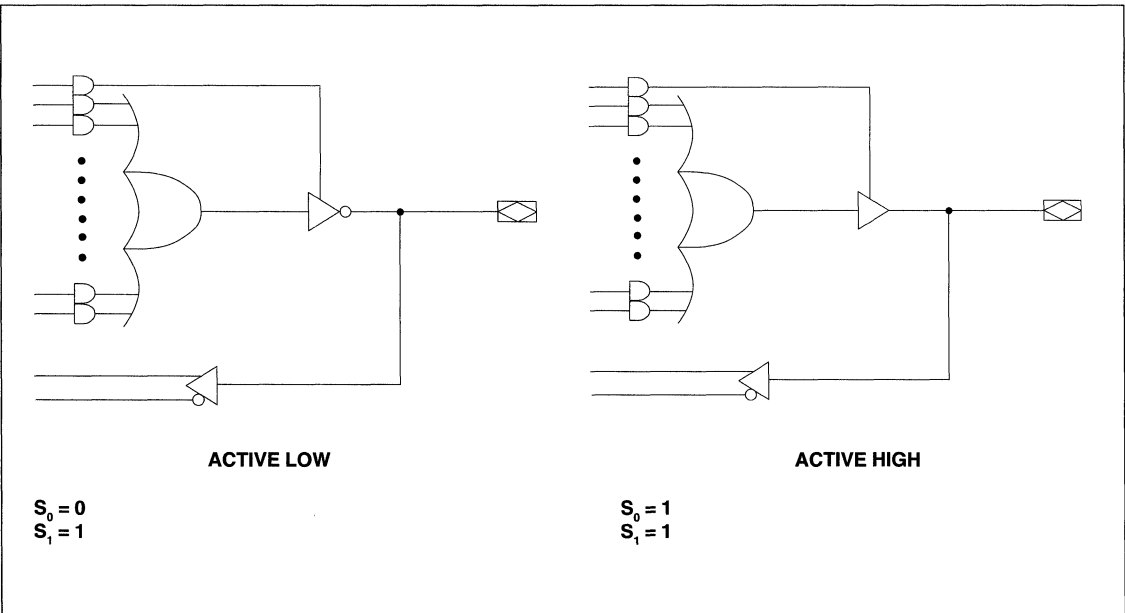 ACTIVE LOW
S₀ = 0
S₁ = 1
ACTIVE HIGH
S₀ = 1
S₁ = 1